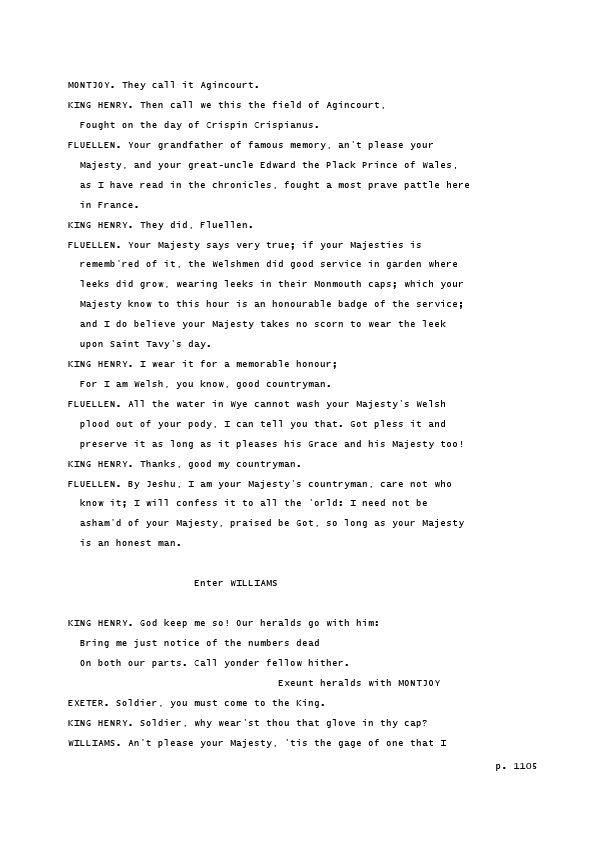 MONTJOY. They call it Agincourt.
KING HENRY. Then call we this the field of Agincourt,
Fought on the day of Crispin Crispianus.
FLUELLEN. Your grandfather of famous memory, an't please your
Majesty, and your great-uncle Edward the Plack Prince of Wales,
as I have read in the chronicles, fought a most prave pattle here
in France.
KING HENRY. They did, Fluellen.
FLUELLEN. Your Majesty says very true; if your Majesties is
rememb'red of it, the Welshmen did good service in garden where
leeks did grow, wearing leeks in their Monmouth caps; which your
Majesty know to this hour is an honourable badge of the service;
and I do believe your Majesty takes no scorn to wear the leek
upon Saint Tavy's day.
KING HENRY. I wear it for a memorable honour;
For I am Welsh, you know, good countryman.
FLUELLEN. All the water in Wye cannot wash your Majesty's Welsh
plood out of your pody, I can tell you that. Got pless it and
preserve it as long as it pleases his Grace and his Majesty too!
KING HENRY. Thanks, good my countryman.
FLUELLEN. By Jeshu, I am your Majesty's countryman, care not who
know it; I will confess it to all the 'orld: I need not be
asham'd of your Majesty, praised be Got, so long as your Majesty
is an honest man.
Enter WILLIAMS
KING HENRY. God keep me so! Our heralds go with him:
Bring me just notice of the numbers dead
On both our parts. Call yonder fellow hither.
Exeunt heralds with MONTJOY
EXETER. Soldier, you must come to the King.
KING HENRY. Soldier, why wear'st thou that glove in thy cap?
WILLIAMS. An't please your Majesty, 'tis the gage of one that I
p. 1105